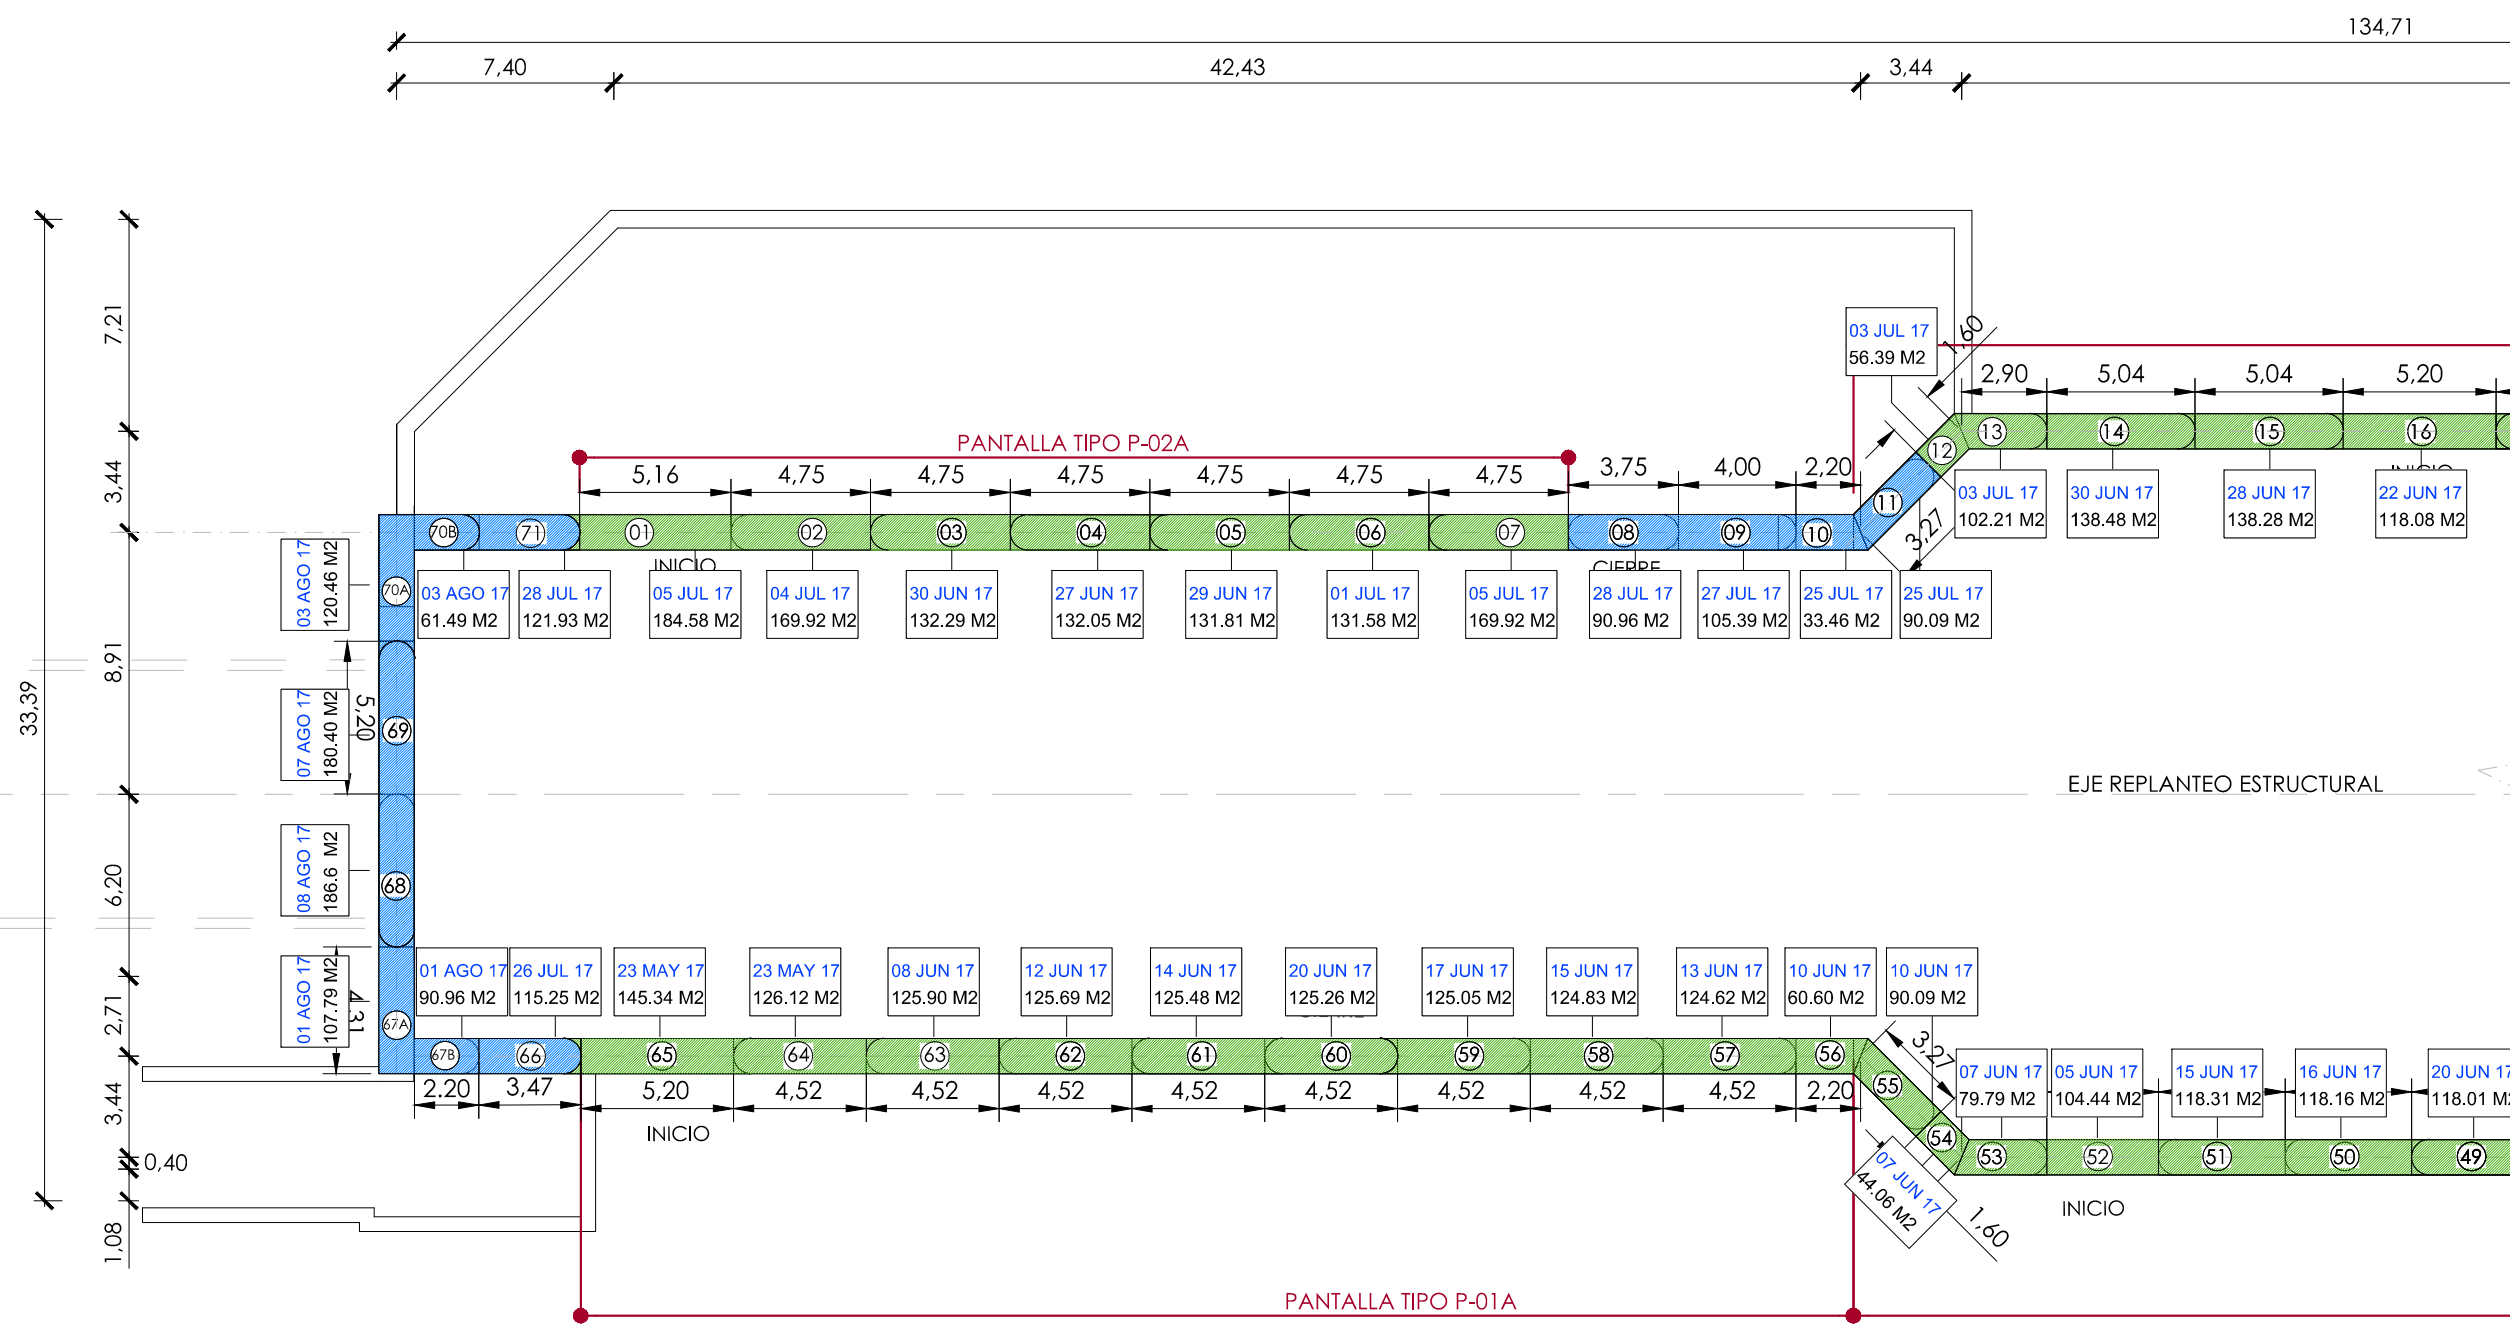 134,71
7,40
42,43
3,44
33,39
7,21
3,44
8,91
6,20
2.71
3,44
0,40
1,08
03 JUL 17
56.39 M2
1,60
2,90
5,04
5,04
5,20
13
14
15
16
12
11
3,27
INICIO
03 JUL 17
102.21 M2
30 JUN 17
138.48 M2
28 JUN 17
138.28 M2
22 JUN 17
118.08 M2
PANTALLA TIPO P-02A
5,16
4,75
4,75
4,75
4,75
4,75
4,75
3,75
4,00
2,20
70B
71
01
02
03
04
05
06
07
08
09
10
INICIO
CIERRE
03 AGO 17
61.49 M2
28 JUL 17
121.93 M2
05 JUL 17
184.58 M2
04 JUL 17
169.92 M2
30 JUN 17
132.29 M2
27 JUN 17
132.05 M2
29 JUN 17
131.81 M2
01 JUL 17
131.58 M2
05 JUL 17
169.92 M2
28 JUL 17
90.96 M2
27 JUL 17
105.39 M2
25 JUL 17
33.46 M2
25 JUL 17
90.09 M2
03 AGO 17
120.46 M2
70A
07 AGO 17
180.40 M2
5,20
69
EJE REPLANTEO ESTRUCTURAL
08 AGO 17
186.6 M2
68
01 AGO 17
107.79 M2
4,31
67A
01 AGO 17
90.96 M2
26 JUL 17
115.25 M2
23 MAY 17
145.34 M2
23 MAY 17
126.12 M2
08 JUN 17
125.90 M2
12 JUN 17
125.69 M2
14 JUN 17
125.48 M2
20 JUN 17
125.26 M2
17 JUN 17
125.05 M2
15 JUN 17
124.83 M2
13 JUN 17
124.62 M2
10 JUN 17
60.60 M2
10 JUN 17
90.09 M2
67B
66
65
64
63
62
61
60
59
58
57
56
55
54
3,27
2.20
3,47
5,20
4,52
4,52
4,52
4,52
4,52
4,52
4,52
4,52
2,20
INICIO
07 JUN 17
79.79 M2
05 JUN 17
104.44 M2
15 JUN 17
118.31 M2
16 JUN 17
118.16 M2
20 JUN 17
118.01 M2
53
52
51
50
49
07 JUN 17
44.06 M2
1,60
INICIO
PANTALLA TIPO P-01A